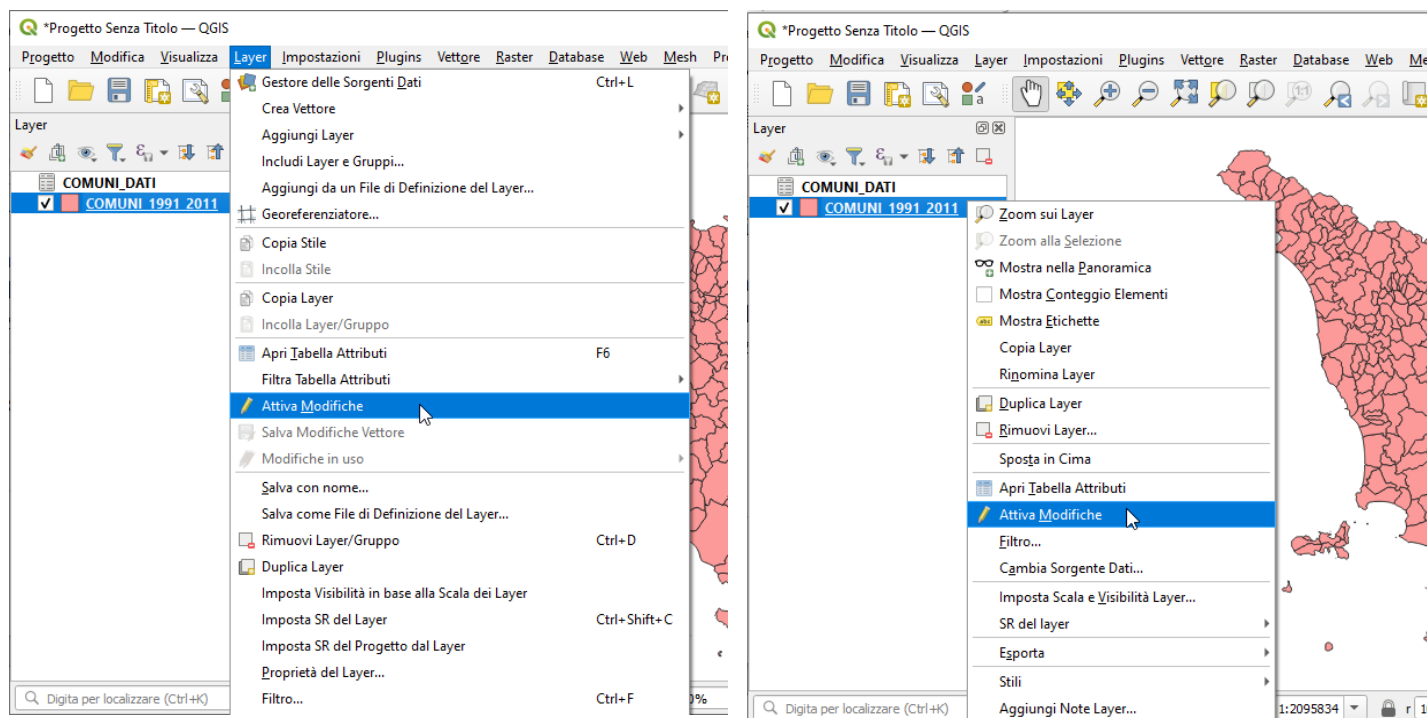 *Progetto Senza Titolo — QGIS
Progetto Modifica Visualizza Layer Impostazioni Plugins Vettore Raster Database Web Mesh Pr
Layer
COMUNI_DATI
COMUNI_1991_2011
Gestore delle Sorgenti Dati Ctrl+L
Crea Vettore
Aggiungi Layer
Includi Layer e Gruppi...
Aggiungi da un File di Definizione del Layer...
Georeferenziatore...
Copia Stile
Incolla Stile
Copia Layer
Incolla Layer/Gruppo
Apri Tabella Attributi F6
Filtra Tabella Attributi
Attiva Modifiche
Salva Modifiche Vettore
Modifiche in uso
Salva con nome...
Salva come File di Definizione del Layer...
Rimuovi Layer/Gruppo Ctrl+D
Duplica Layer
Imposta Visibilità in base alla Scala dei Layer
Imposta SR del Layer Ctrl+Shift+C
Imposta SR del Progetto dal Layer
Proprietà del Layer...
Filtro... Ctrl+F
Digita per localizzare (Ctrl+K)
0%
*Progetto Senza Titolo — QGIS
Progetto Modifica Visualizza Layer Impostazioni Plugins Vettore Raster Database Web Me
Layer
COMUNI_DATI
COMUNI_1991_2011
Zoom sui Layer
Zoom alla Selezione
Mostra nella Panoramica
Mostra Conteggio Elementi
Mostra Etichette
Copia Layer
Rinomina Layer
Duplica Layer
Rimuovi Layer...
Sposta in Cima
Apri Tabella Attributi
Attiva Modifiche
Filtro...
Cambia Sorgente Dati...
Imposta Scala e Visibilità Layer...
SR del layer
Esporta
Stili
Aggiungi Note Layer...
Digita per localizzare (Ctrl+K)
1:2095834